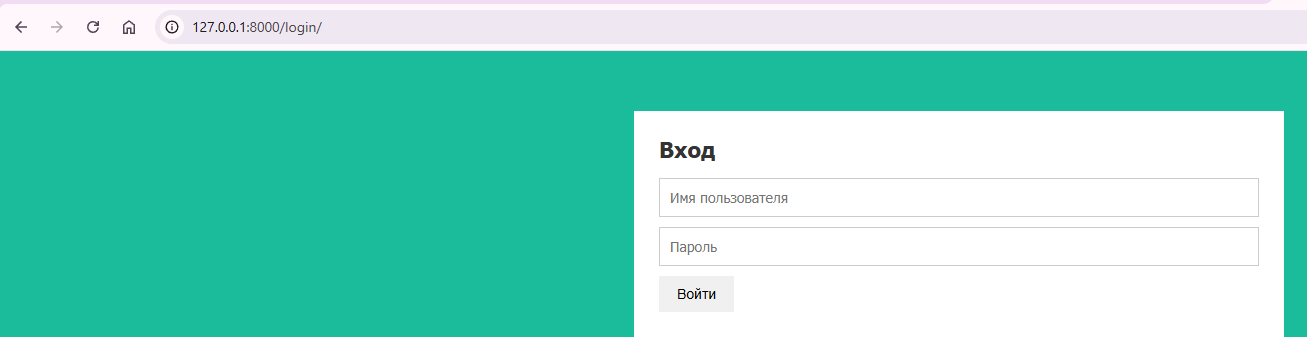 127.0.0.1:8000/login/
Вход
Имя пользователя
Пароль
Войти